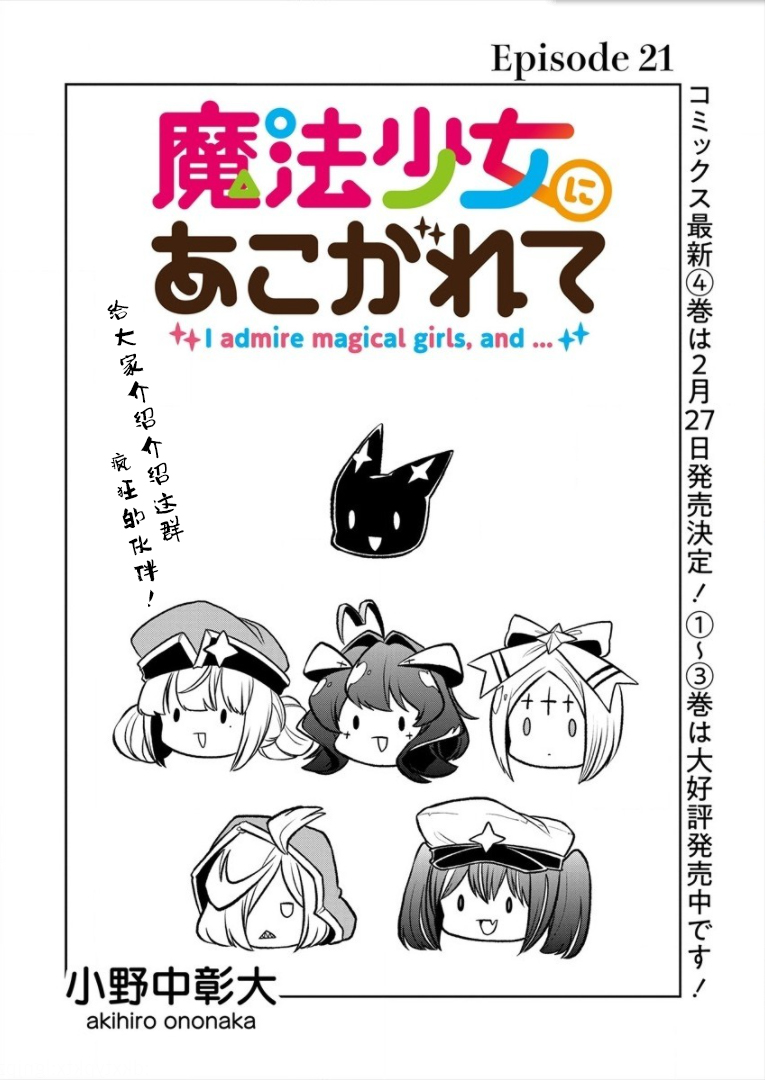 Episode 21
魔法少女に
あこがれて
I admire magical girls, and ...
コミックス最新④巻は2月27日発売決定！①~③巻は大好評発売中です！
给大家介绍介绍这群
疯狂的伙伴！
小野中彰大
akihiro ononaka